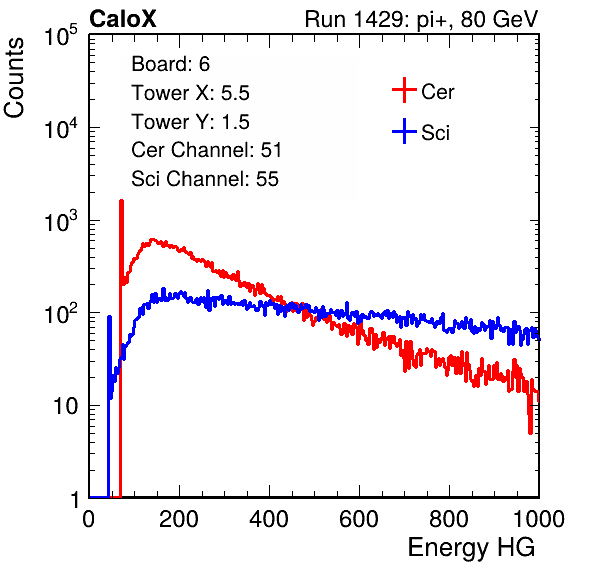 CaloX Run 1429: pi+, 80 GeV
Counts
Board: 6
Tower X: 5.5
Tower Y: 1.5
Cer Channel: 51
Sci Channel: 55
Cer
Sci
10^5
10^4
10^3
10^2
10
1
0 200 400 600 800 1000
Energy HG